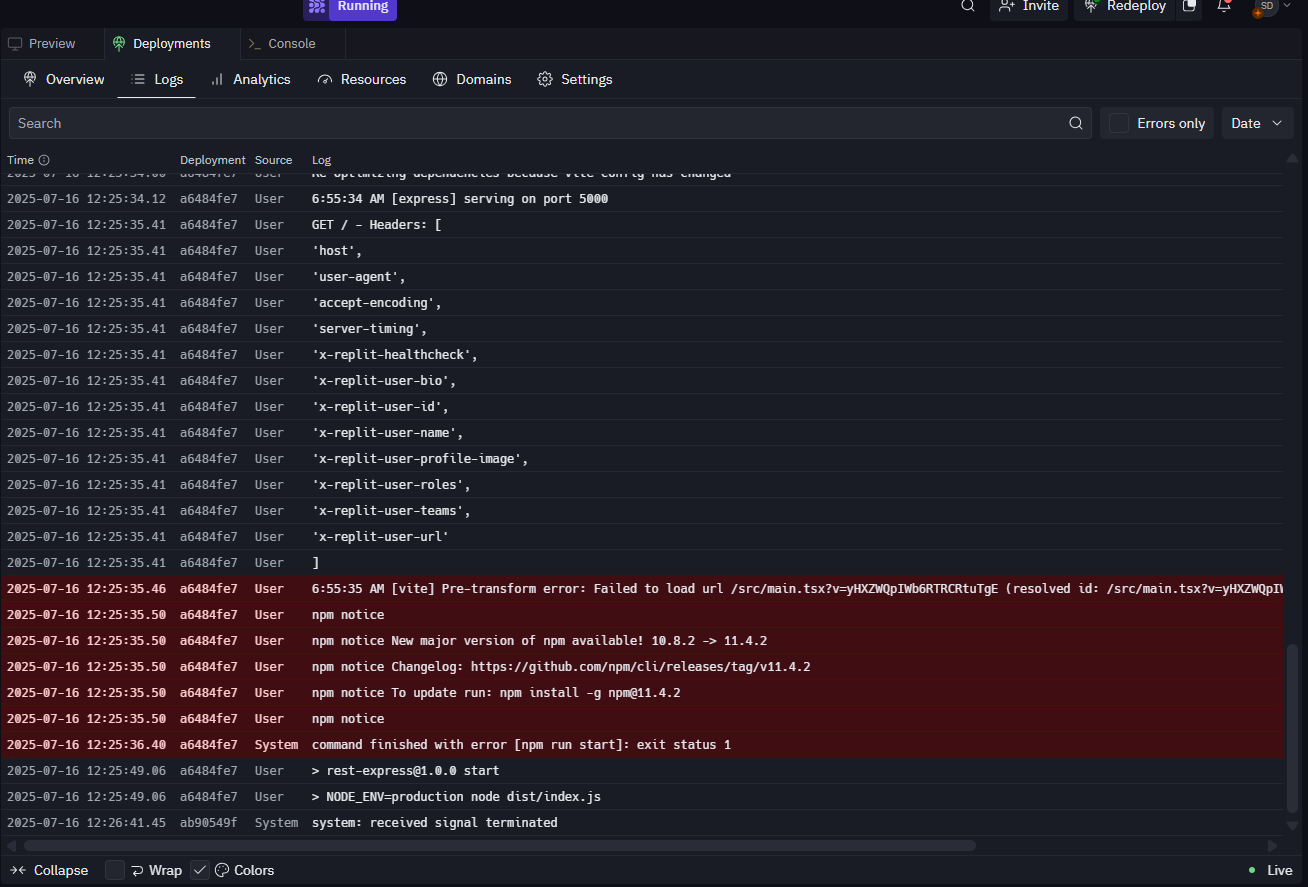 Running
Invite
Redeploy
SD
Preview
Deployments
Console
Overview
Logs
Analytics
Resources
Domains
Settings
Search
Errors only
Date
Time Deployment Source Log
2025-07-16 12:25:34.00 a6484fe7 User Re-optimizing dependencies because vite config has changed
2025-07-16 12:25:34.12 a6484fe7 User 6:55:34 AM [express] serving on port 5000
2025-07-16 12:25:35.41 a6484fe7 User GET / - Headers: [
2025-07-16 12:25:35.41 a6484fe7 User 'host',
2025-07-16 12:25:35.41 a6484fe7 User 'user-agent',
2025-07-16 12:25:35.41 a6484fe7 User 'accept-encoding',
2025-07-16 12:25:35.41 a6484fe7 User 'server-timing',
2025-07-16 12:25:35.41 a6484fe7 User 'x-replit-healthcheck',
2025-07-16 12:25:35.41 a6484fe7 User 'x-replit-user-bio',
2025-07-16 12:25:35.41 a6484fe7 User 'x-replit-user-id',
2025-07-16 12:25:35.41 a6484fe7 User 'x-replit-user-name',
2025-07-16 12:25:35.41 a6484fe7 User 'x-replit-user-profile-image',
2025-07-16 12:25:35.41 a6484fe7 User 'x-replit-user-roles',
2025-07-16 12:25:35.41 a6484fe7 User 'x-replit-user-teams',
2025-07-16 12:25:35.41 a6484fe7 User 'x-replit-user-url'
2025-07-16 12:25:35.41 a6484fe7 User ]
2025-07-16 12:25:35.46 a6484fe7 User 6:55:35 AM [vite] Pre-transform error: Failed to load url /src/main.tsx?v=yHXZWQpIWb6RTRCRtuTgE (resolved id: /src/main.tsx?v=yHXZWQpIW
2025-07-16 12:25:35.50 a6484fe7 User npm notice
2025-07-16 12:25:35.50 a6484fe7 User npm notice New major version of npm available! 10.8.2 -> 11.4.2
2025-07-16 12:25:35.50 a6484fe7 User npm notice Changelog: https://github.com/npm/cli/releases/tag/v11.4.2
2025-07-16 12:25:35.50 a6484fe7 User npm notice To update run: npm install -g npm@11.4.2
2025-07-16 12:25:35.50 a6484fe7 User npm notice
2025-07-16 12:25:36.40 a6484fe7 System command finished with error [npm run start]: exit status 1
2025-07-16 12:25:49.06 a6484fe7 User > rest-express@1.0.0 start
2025-07-16 12:25:49.06 a6484fe7 User > NODE_ENV=production node dist/index.js
2025-07-16 12:26:41.45 ab90549f System system: received signal terminated
Collapse
Wrap
Colors
Live